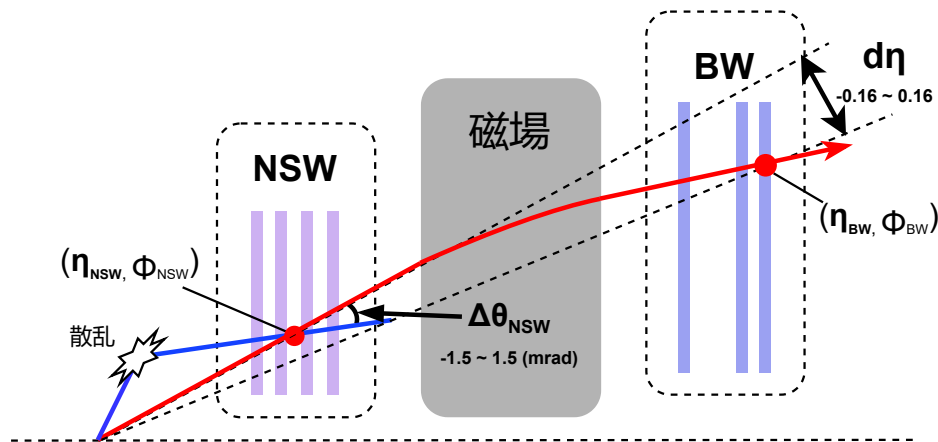 BW
dη
-0.16 ~ 0.16
磁場
NSW
(η_NSW, Φ_NSW)
(η_BW, Φ_BW)
散乱
Δθ_NSW
-1.5 ~ 1.5 (mrad)